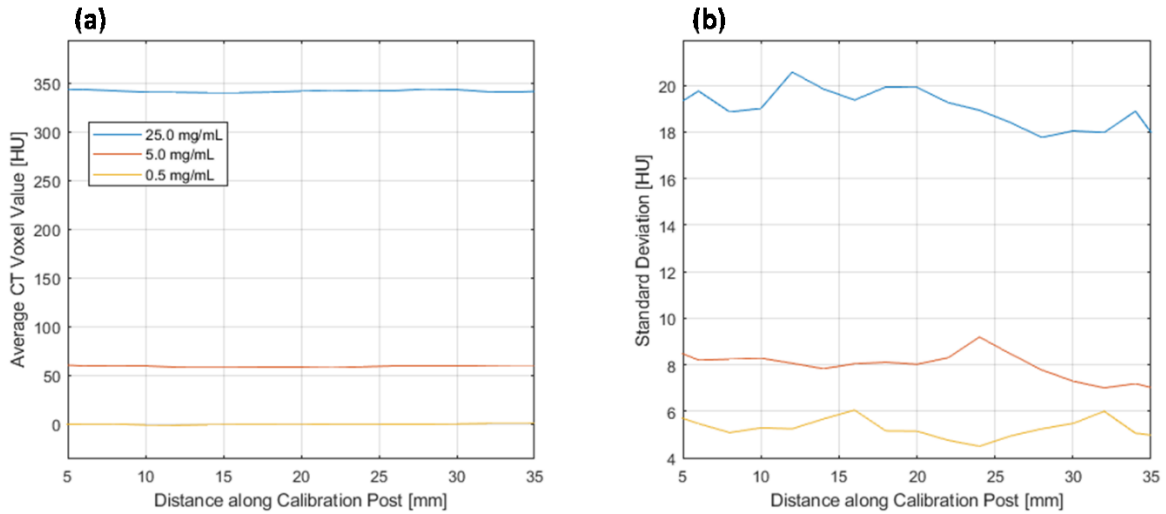 (a)
Average CT Voxel Value [HU]
350
300
250
200
150
100
50
0
25.0 mg/mL
5.0 mg/mL
0.5 mg/mL
5 10 15 20 25 30 35
Distance along Calibration Post [mm]
(b)
Standard Deviation [HU]
20
18
16
14
12
10
8
6
4
5 10 15 20 25 30 35
Distance along Calibration Post [mm]